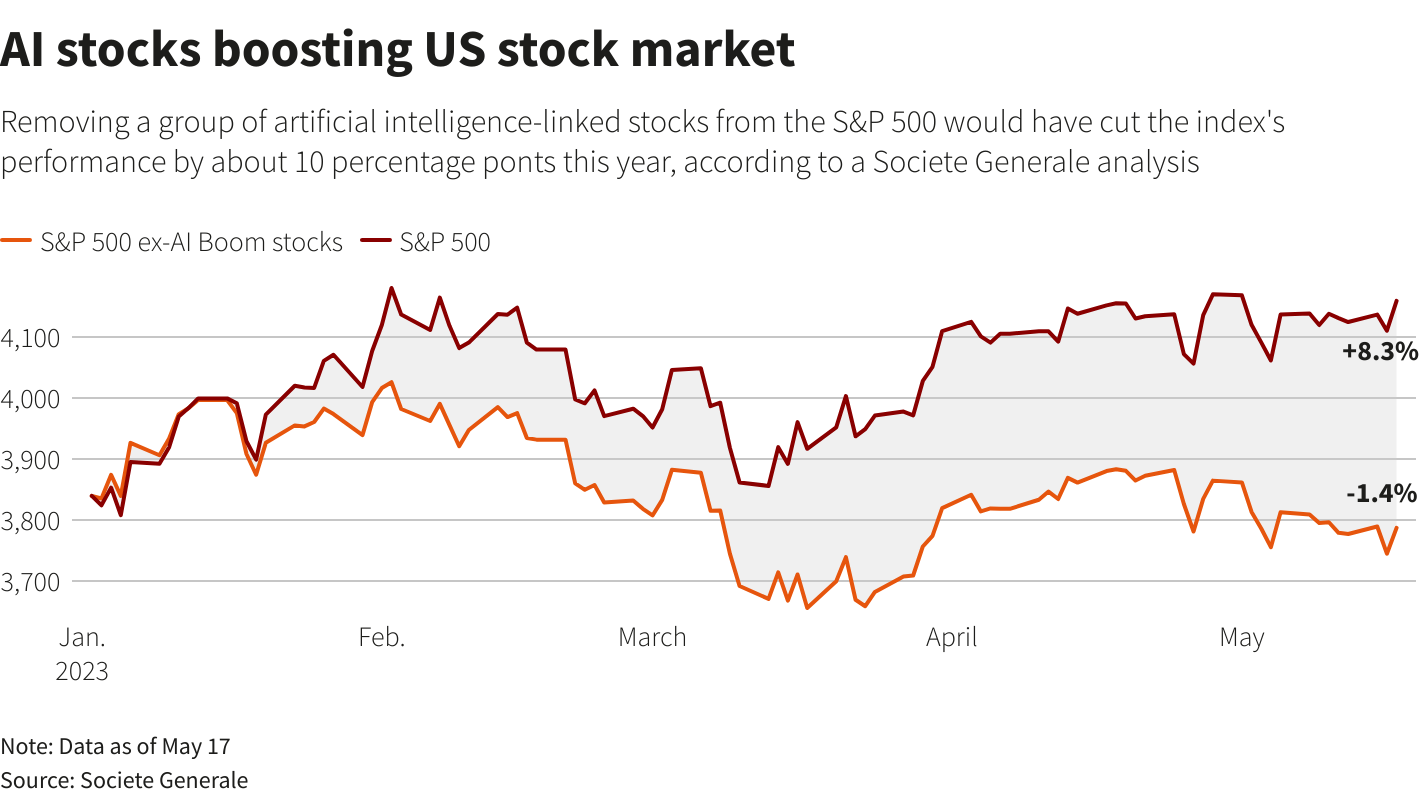 AI stocks boosting US stock market
Removing a group of artificial intelligence-linked stocks from the S&P 500 would have cut the index's
performance by about 10 percentage ponts this year, according to a Societe Generale analysis
S&P 500 ex-AI Boom stocks S&P 500
4,100
+8.3%
4,000
3,900
-1.4%
3,800
3,700
Jan. Feb. March April May
2023
Note: Data as of May 17
Source: Societe Generale